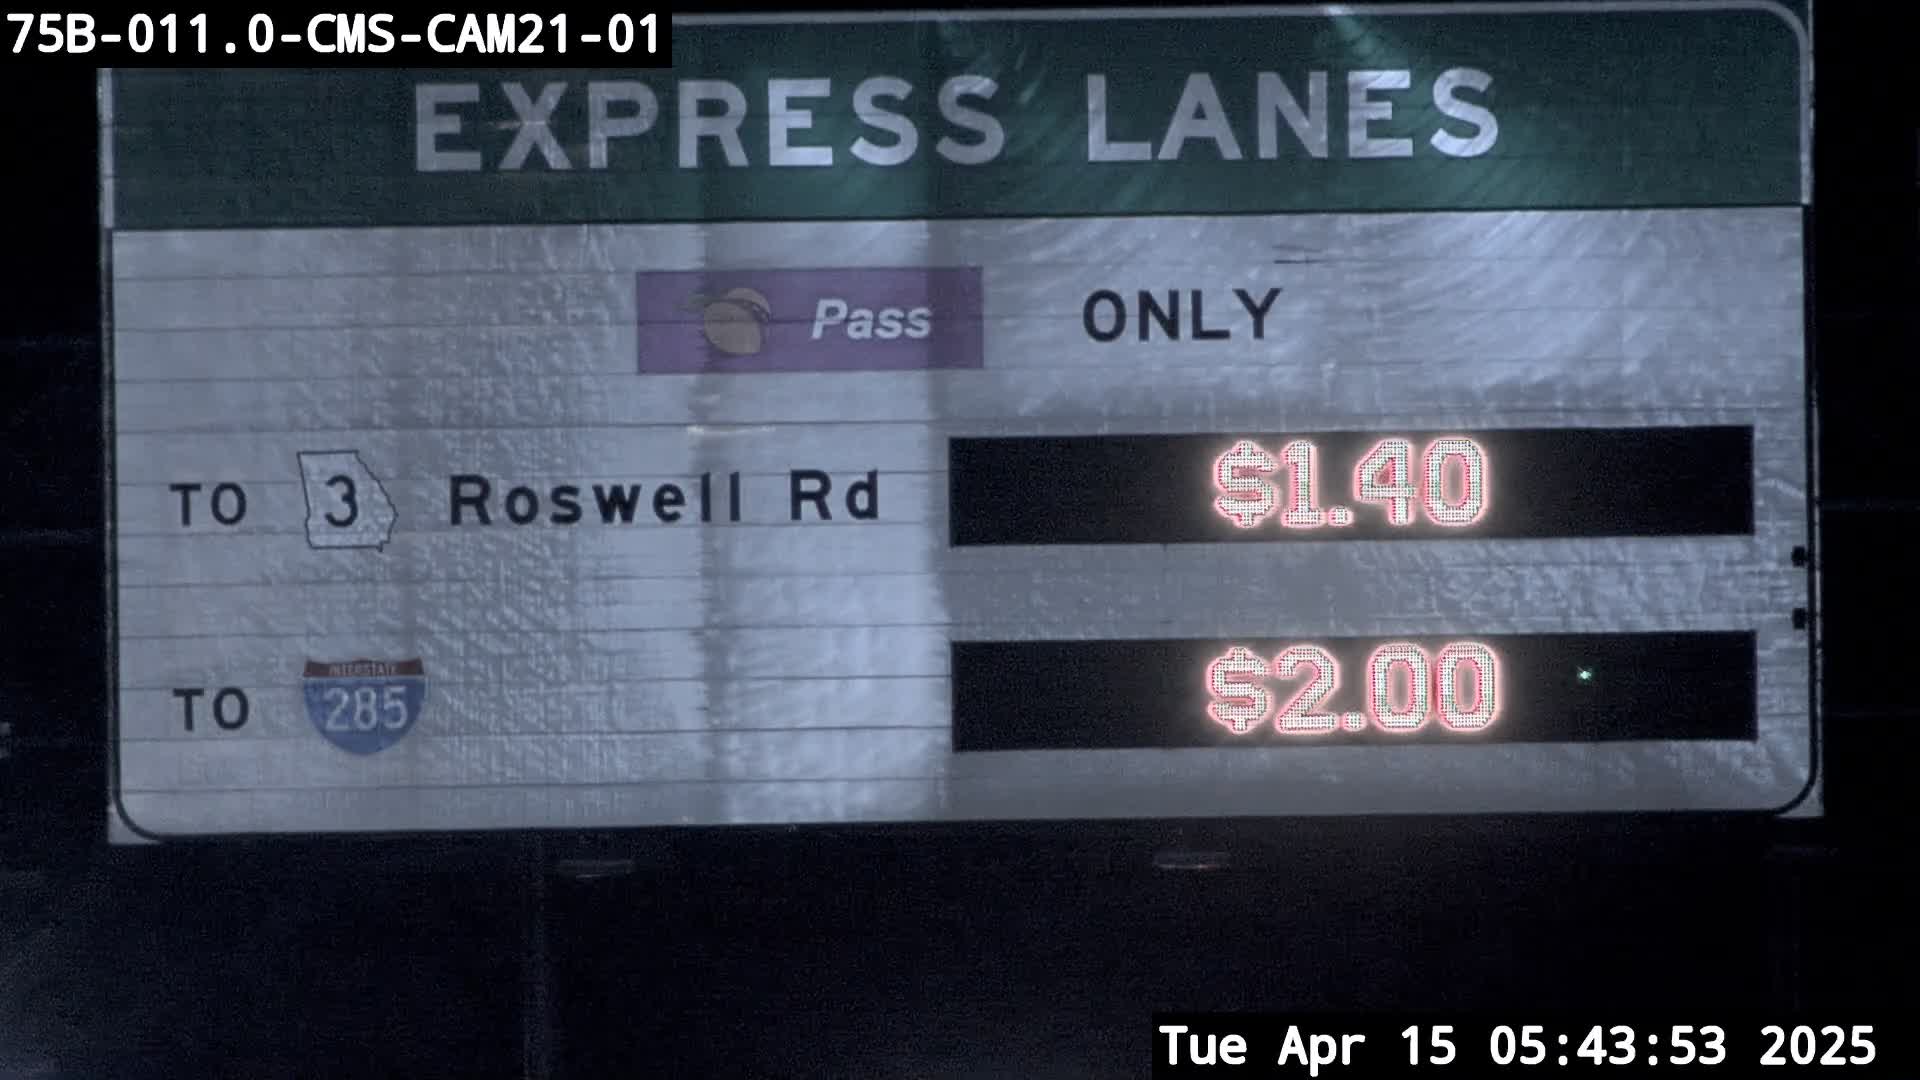 75B-011.0-CMS-CAM21-01
EXPRESS LANES
Pass ONLY
TO 3 Roswell Rd $1.40
INTERSTATE
TO 285 $2.00
Tue Apr 15 05:43:53 2025